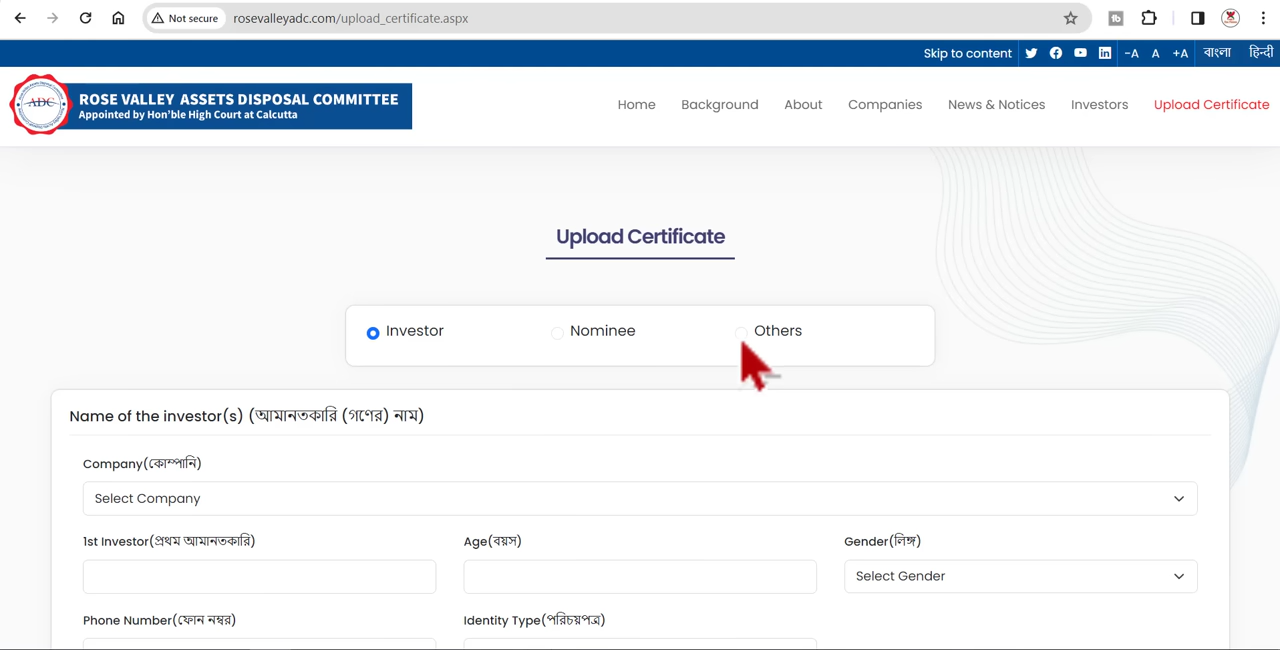 Not secure rosevalleyadc.com/upload_certificate.aspx
Skip to content -A A +A বাংলা हिन्दी
ADC
ROSE VALLEY ASSETS DISPOSAL COMMITTEE
Appointed by Hon'ble High Court at Calcutta
Home Background About Companies News & Notices Investors Upload Certificate
Upload Certificate
Investor Nominee Others
Name of the investor(s) (আমানতকারি (গণের) নাম)
Company(কোম্পানি)
Select Company
1st Investor(প্রথম আমানতকারি) Age(বয়স) Gender(লিঙ্গ)
Select Gender
Phone Number(ফোন নম্বর) Identity Type(পরিচয়পত্র)